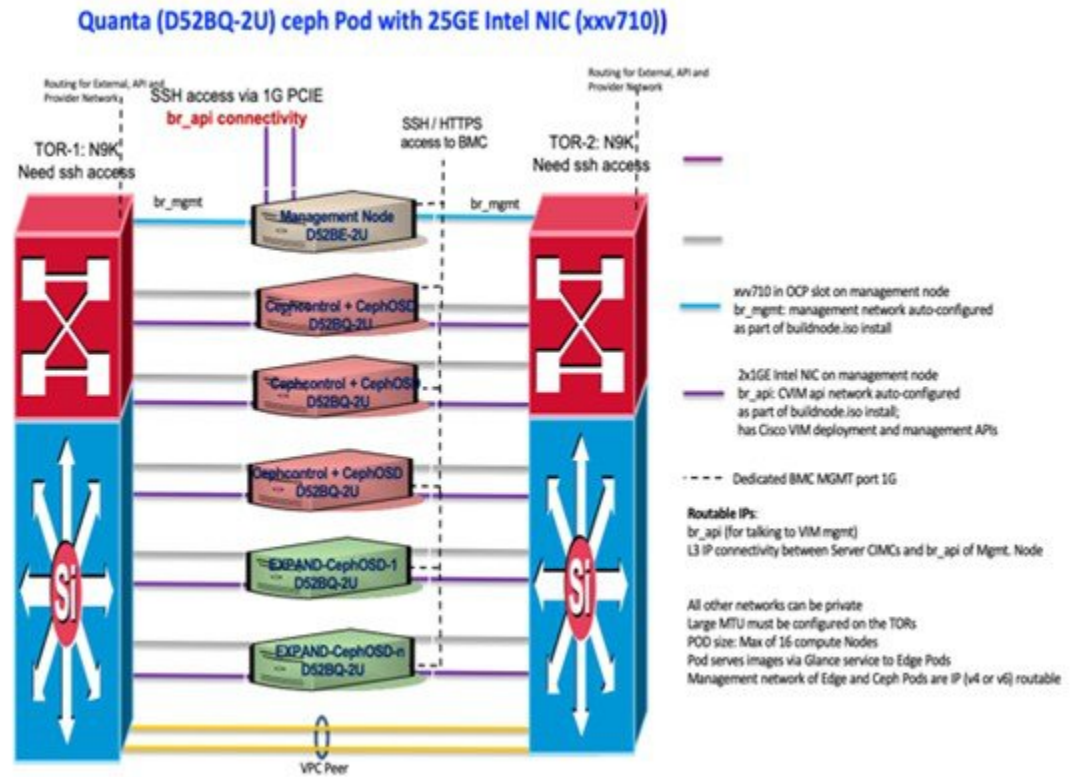 Quanta (D52BQ-2U) ceph Pod with 25GE Intel NIC (xxv710))
Routing for External, API and
Provider Network
SSH access via 1G PCIE
br_api connectivity
SSH / HTTPS
access to BMC
Routing for External, API and
Provider Network
TOR-1: N9K
Need ssh access
TOR-2: N9K
Need ssh access
br_mgmt
br_mgmt
Management Node
D52BE-2U
Cephcontrol + CephOSD
D52BQ-2U
Cephcontrol + CephOSD
D52BQ-2U
Cephcontrol + CephOSD
D52BQ-2U
EXPAND-CephOSD-1
D52BQ-2U
EXPAND-CephOSD-n
D52BQ-2U
Si
Si
VPC Peer
xvv710 in OCP slot on management node
br_mgmt: management network auto-configured
as part of buildnode.iso install
2x1GE Intel NIC on management node
br_api: CVIM api network auto-configured
as part of buildnode.iso install;
has Cisco VIM deployment and management APIs
Dedicated BMC MGMT port 1G
Routable IPs:
br_api (for talking to VIM mgmt)
L3 IP connectivity between Server CIMCs and br_api of Mgmt. Node
All other networks can be private
Large MTU must be configured on the TORs
POD size: Max of 16 compute Nodes
Pod serves images via Glance service to Edge Pods
Management network of Edge and Ceph Pods are IP (v4 or v6) routable